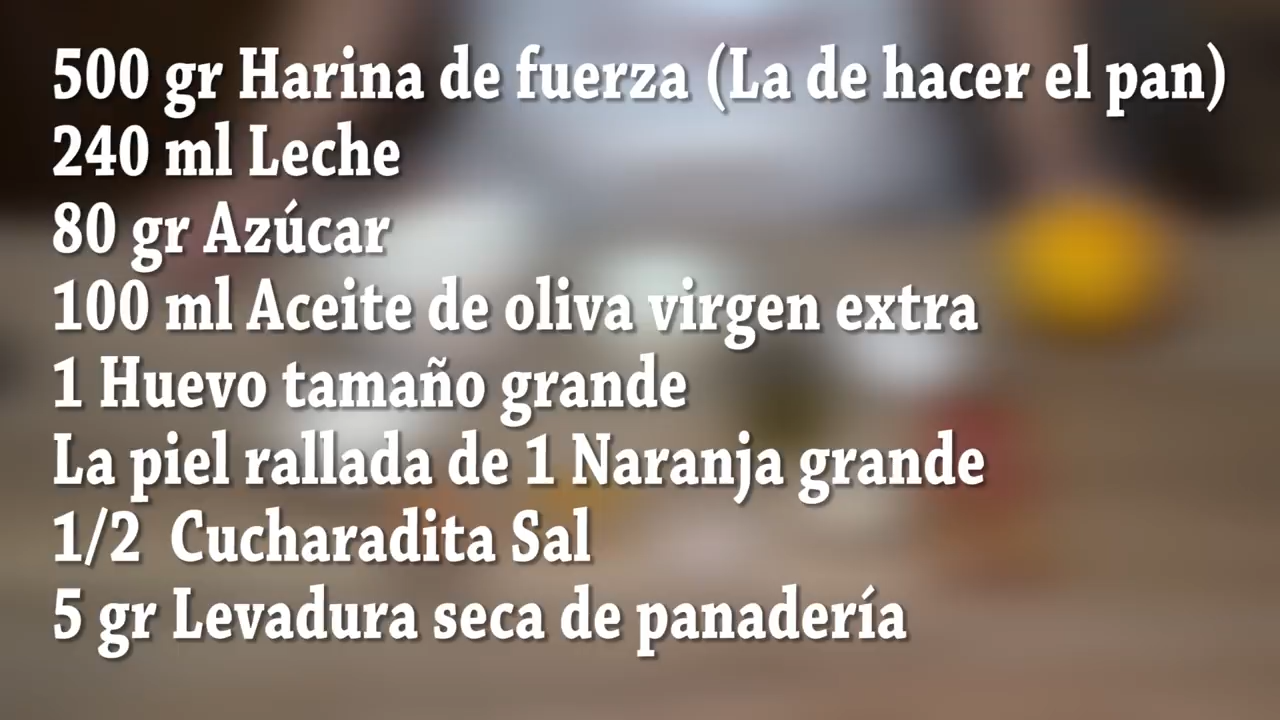 500 gr Harina de fuerza (La de hacer el pan)
240 ml Leche
80 gr Azúcar
100 ml Aceite de oliva virgen extra
1 Huevo tamaño grande
La piel rallada de 1 Naranja grande
1/2 Cucharadita Sal
5 gr Levadura seca de panadería